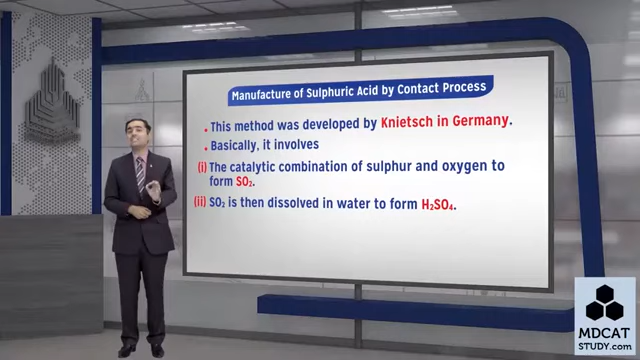 Manufacture of Sulphuric Acid by Contact Process
• This method was developed by Knietsch in Germany.
• Basically, it involves
(i) The catalytic combination of sulphur and oxygen to
form SO₂.
(ii) SO₂ is then dissolved in water to form H₂SO₄.
MDCAT
STUDY.com